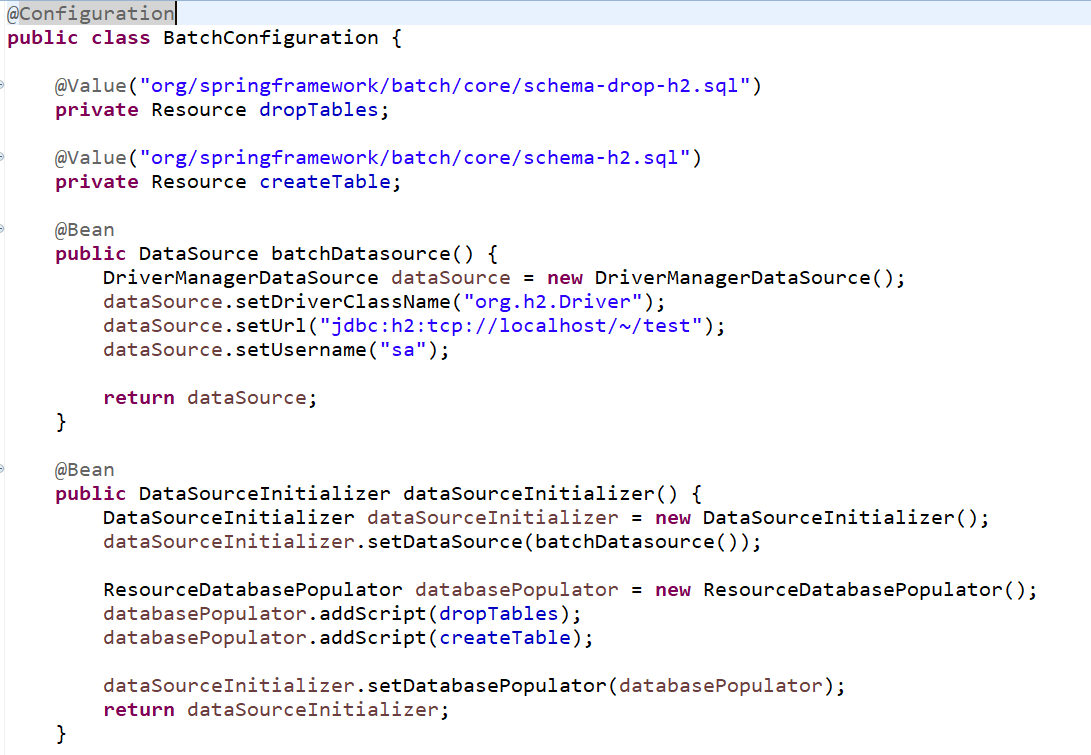 @Configuration
public class BatchConfiguration {
@Value("org/springframework/batch/core/schema-drop-h2.sql")
private Resource dropTables;
@Value("org/springframework/batch/core/schema-h2.sql")
private Resource createTable;
@Bean
public DataSource batchDatasource() {
DriverManagerDataSource dataSource = new DriverManagerDataSource();
dataSource.setDriverClassName("org.h2.Driver");
dataSource.setUrl("jdbc:h2:tcp://localhost/~/test");
dataSource.setUsername("sa");
return dataSource;
}
@Bean
public DataSourceInitializer dataSourceInitializer() {
DataSourceInitializer dataSourceInitializer = new DataSourceInitializer();
dataSourceInitializer.setDataSource(batchDatasource());
ResourceDatabasePopulator databasePopulator = new ResourceDatabasePopulator();
databasePopulator.addScript(dropTables);
databasePopulator.addScript(createTable);
dataSourceInitializer.setDatabasePopulator(databasePopulator);
return dataSourceInitializer;
}